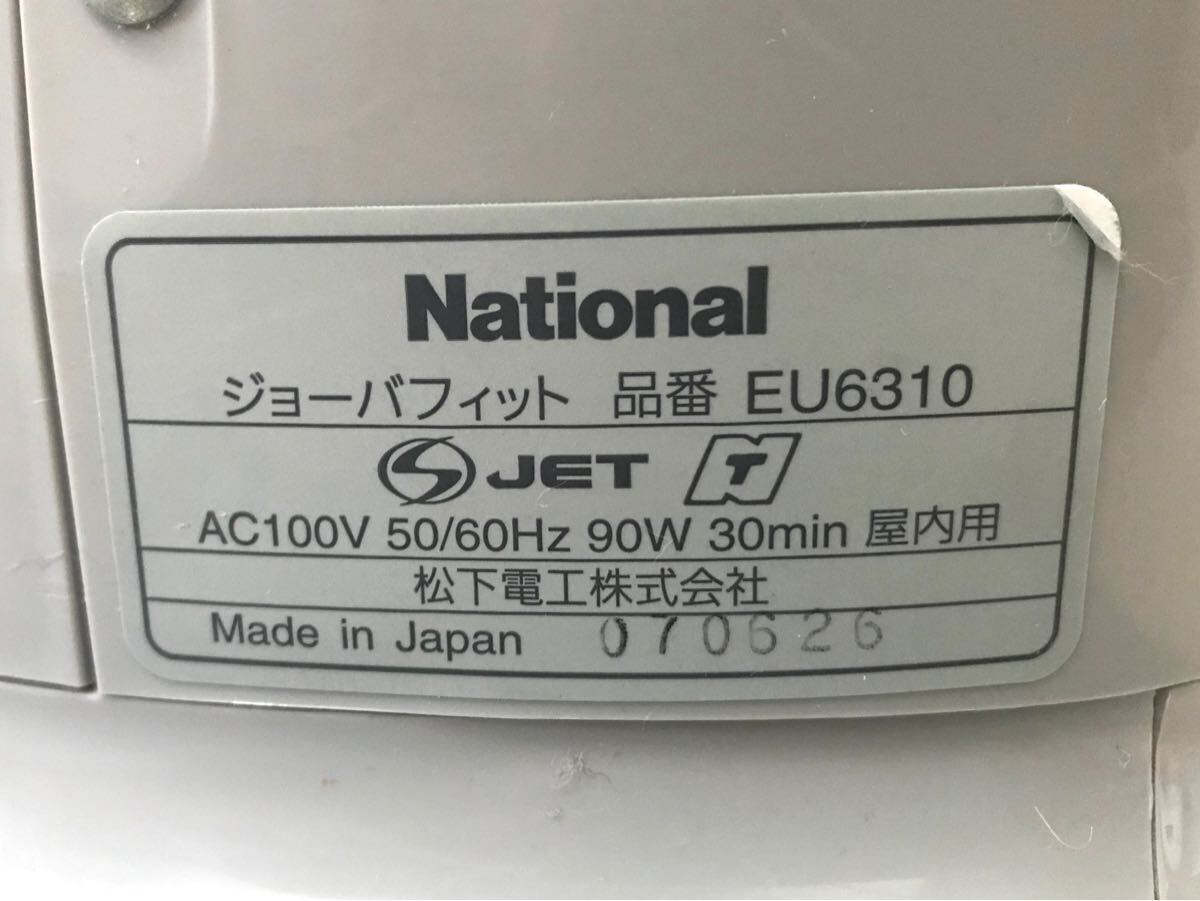 National
ジョーバフィット 品番 EU6310
S JET NT
AC100V 50/60Hz 90W 30min 屋内用
松下電工株式会社
Made in Japan 070626